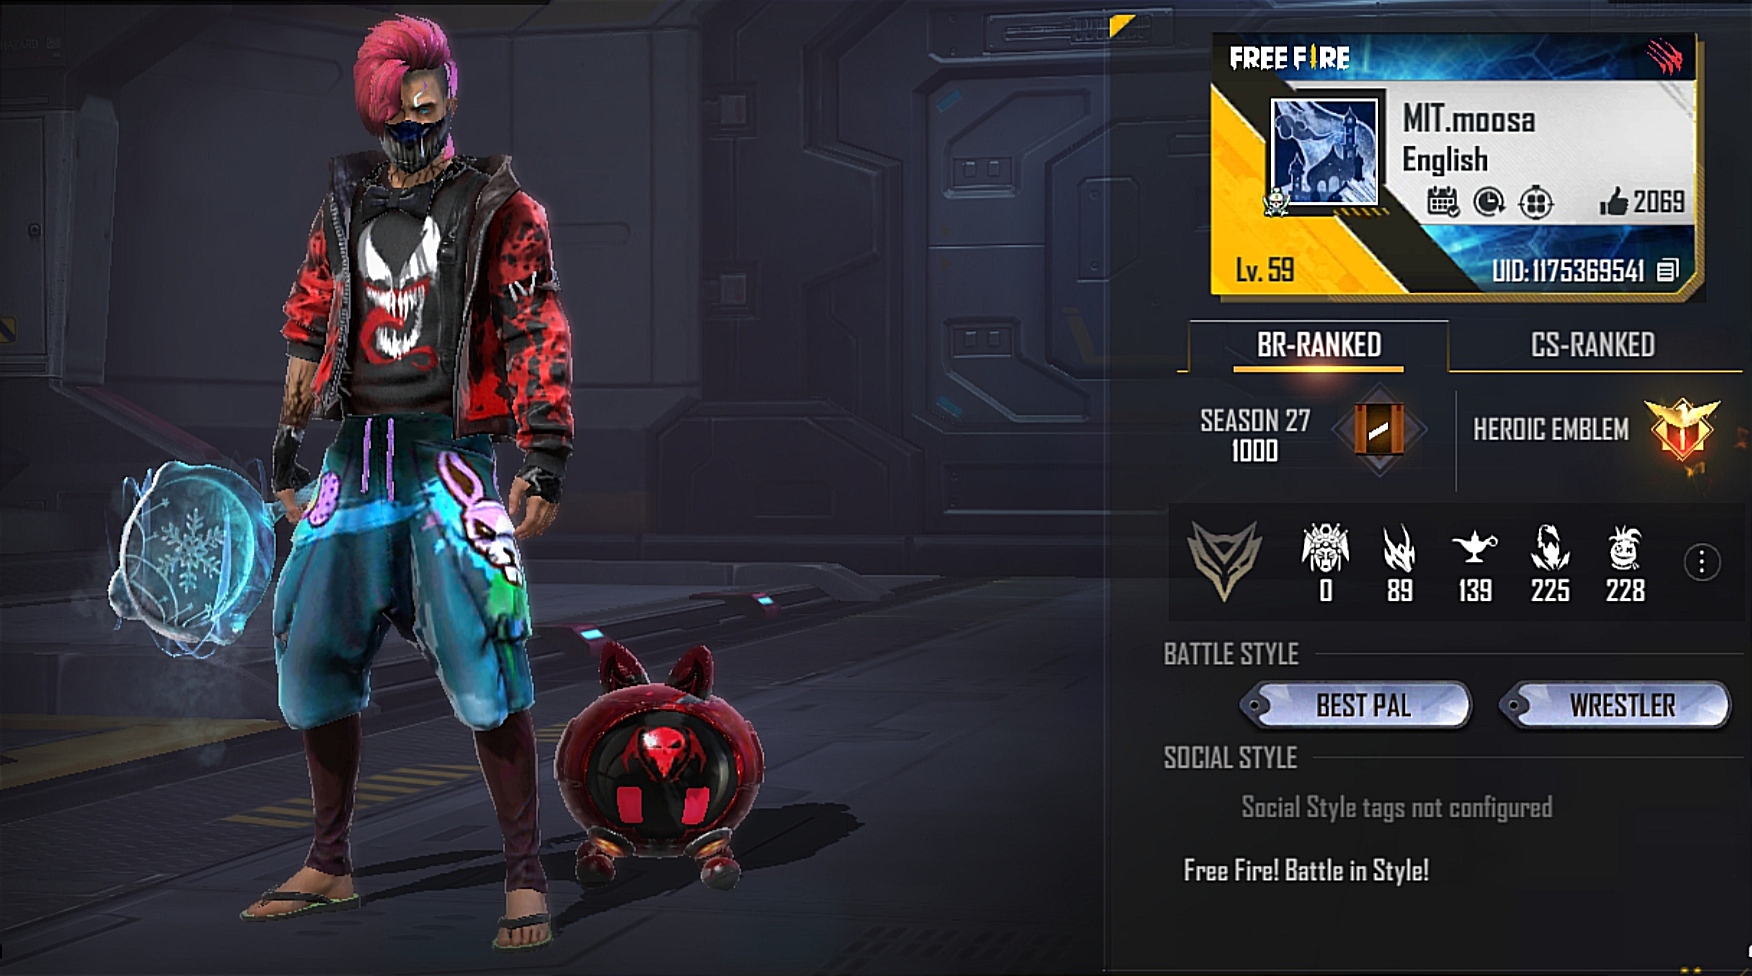 FREE FIRE
MIT.moosa
English
2069
Lv. 59
UID:1175369541
BR-RANKED
CS-RANKED
SEASON 27
1000
HEROIC EMBLEM
0
89
139
225
228
BATTLE STYLE
BEST PAL
WRESTLER
SOCIAL STYLE
Social Style tags not configured
Free Fire! Battle in Style!